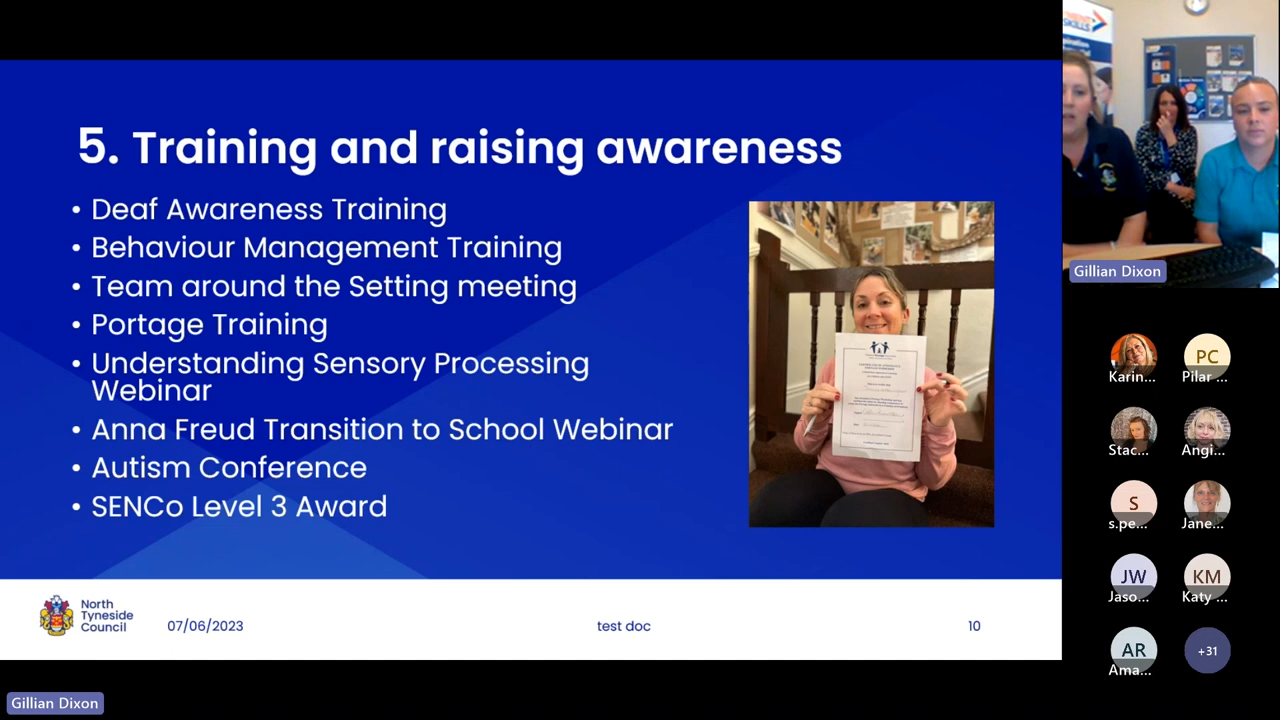 5. Training and raising awareness
• Deaf Awareness Training
• Behaviour Management Training
• Team around the Setting meeting
• Portage Training
• Understanding Sensory Processing
Webinar
• Anna Freud Transition to School Webinar
• Autism Conference
• SENCo Level 3 Award
North
Tyneside
Council
07/06/2023
test doc
10
Gillian Dixon
SKILLS
Gillian Dixon
Karin...
PC
Pilar ...
Stac...
Angi...
S
s.pe...
Jane...
JW
Jaso...
KM
Katy ...
AR
Ama...
+31